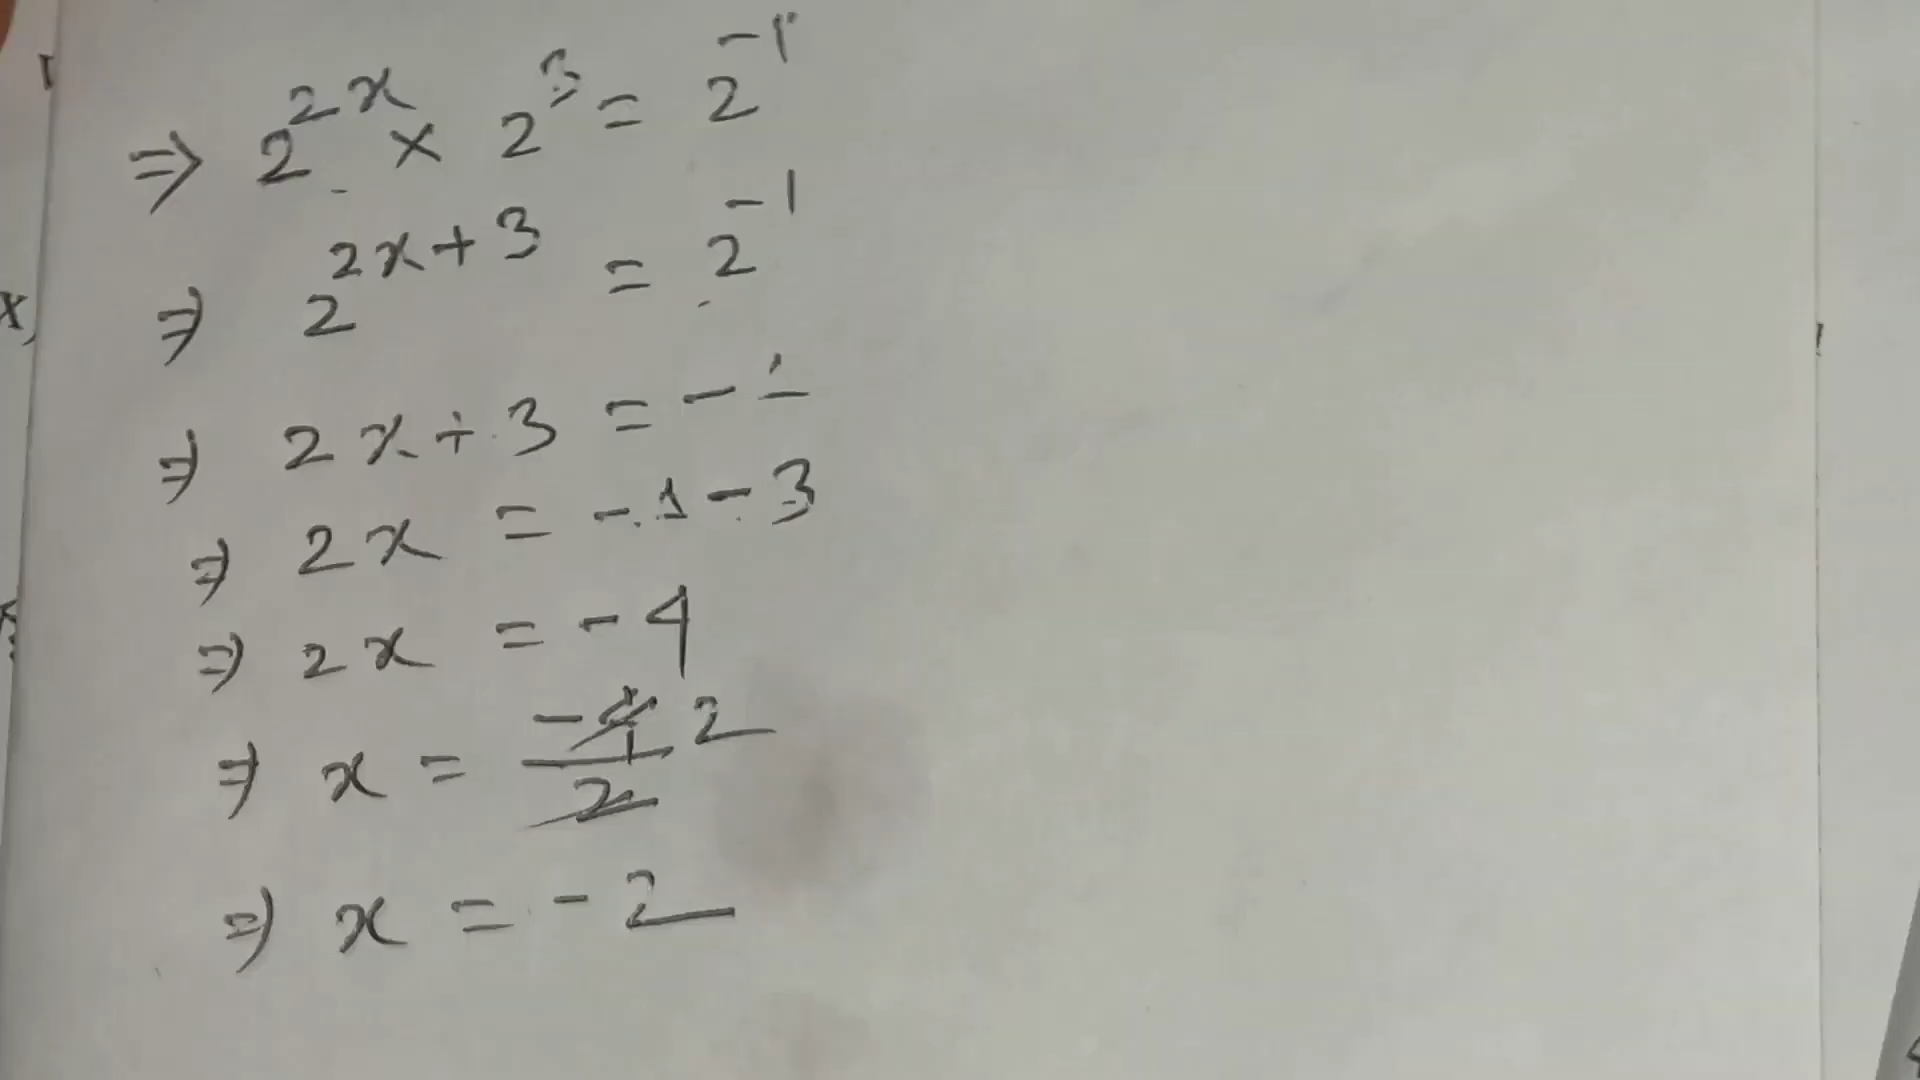 ⇒ 2^{2x} × 2^3 = 2^{-1}
⇒ 2^{2x+3} = 2^{-1}
⇒ 2x + 3 = -1
⇒ 2x = -1 - 3
⇒ 2x = -4
⇒ x = -4/2 2
⇒ x = -2